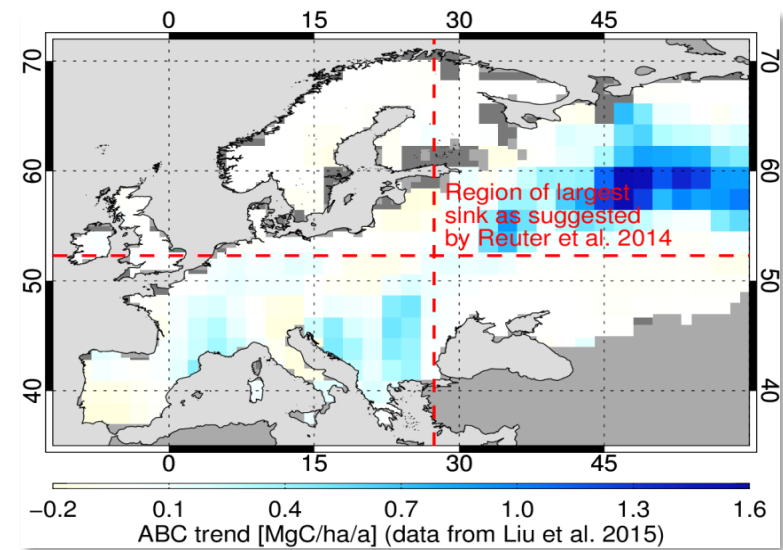 0 15 30 45
70 70
60 60
Region of largest
sink as suggested
by Reuter et al. 2014
50 50
40 40
0 15 30 45
−0.2 0.1 0.4 0.7 1.0 1.3 1.6
ABC trend [MgC/ha/a] (data from Liu et al. 2015)